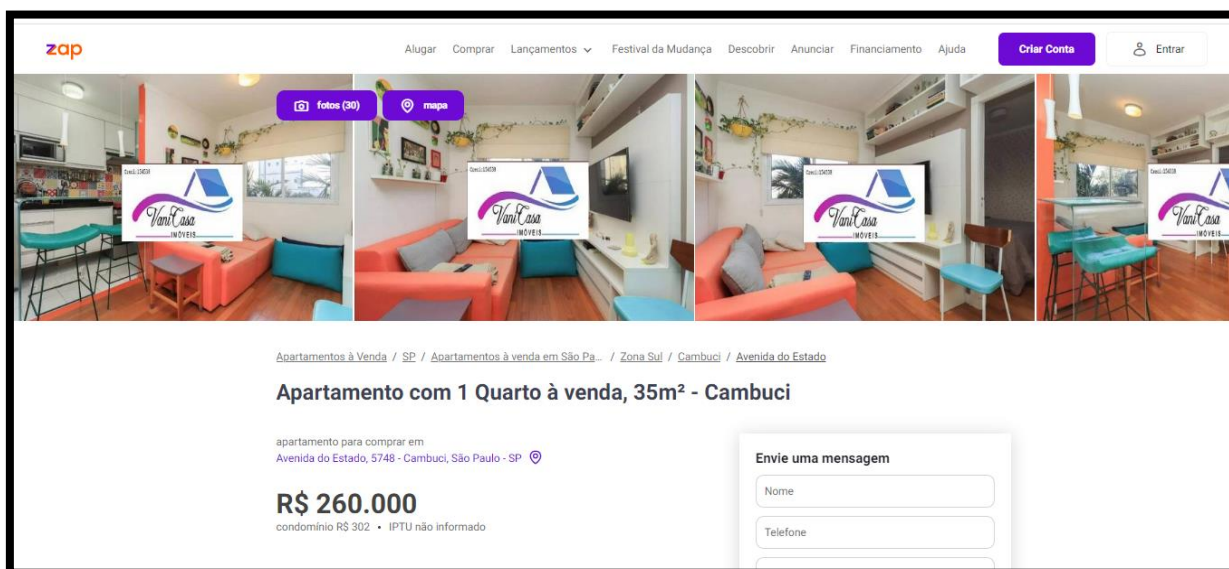 zap
Alugar Comprar Lançamentos Festival da Mudança Descobrir Anunciar Financiamento Ajuda Criar Conta Entrar
fotos (30) mapa
VaniCasa
IMÓVEIS
VaniCasa
IMÓVEIS
VaniCasa
IMÓVEIS
VaniCasa
IMÓVEIS
Apartamentos à Venda / SP / Apartamentos à venda em São Pa... / Zona Sul / Cambuci / Avenida do Estado
Apartamento com 1 Quarto à venda, 35m² - Cambuci
apartamento para comprar em
Avenida do Estado, 5748 - Cambuci, São Paulo - SP
R$ 260.000
condomínio R$ 302 • IPTU não informado
Envie uma mensagem
Nome
Telefone